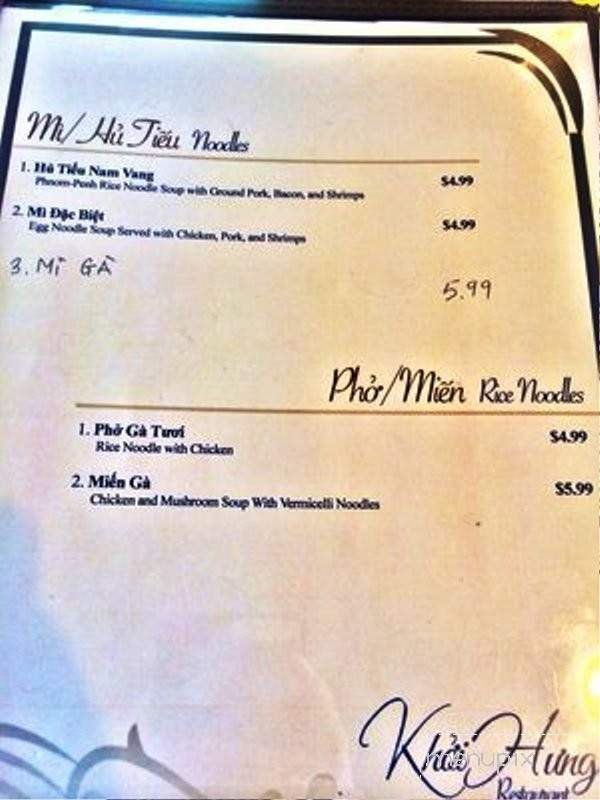 Mì/Hủ Tiếu Noodles
1. Hủ Tiếu Nam Vang $4.99
Phnom-Penh Rice Noodle Soup with Ground Pork, Bacon, and Shrimps
2. Mì Đặc Biệt $4.99
Egg Noodle Soup Served with Chicken, Pork, and Shrimps
3. Mì GÀ 5.99
Phở/Miến Rice Noodles
1. Phở Gà Tươi $4.99
Rice Noodle with Chicken
2. Miến Gà $5.99
Chicken and Mushroom Soup With Vermicelli Noodles
Khải Hưng
menupix
Restaurant